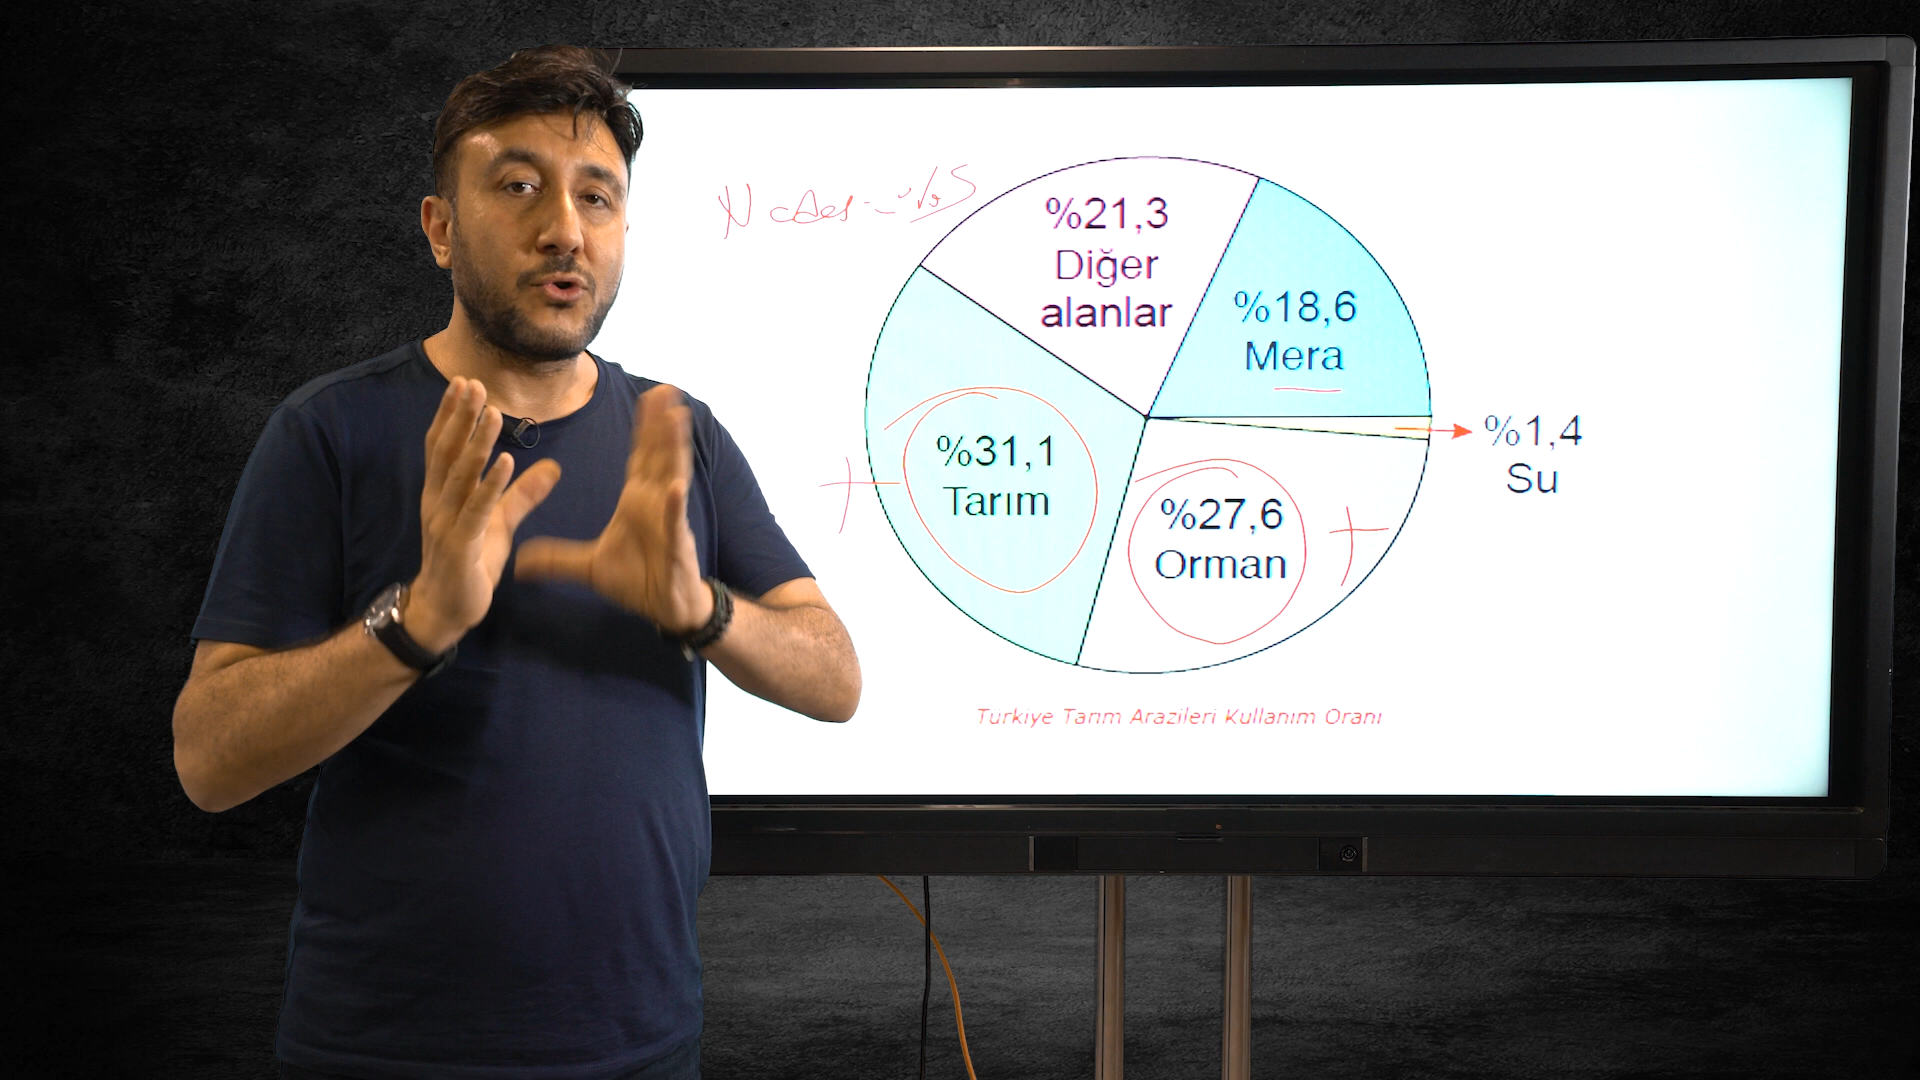 %21,3
Diğer
alanlar
%18,6
Mera
%1,4
Su
%31,1
Tarım
%27,6
Orman
Türkiye Tarım Arazileri Kullanım Oranı